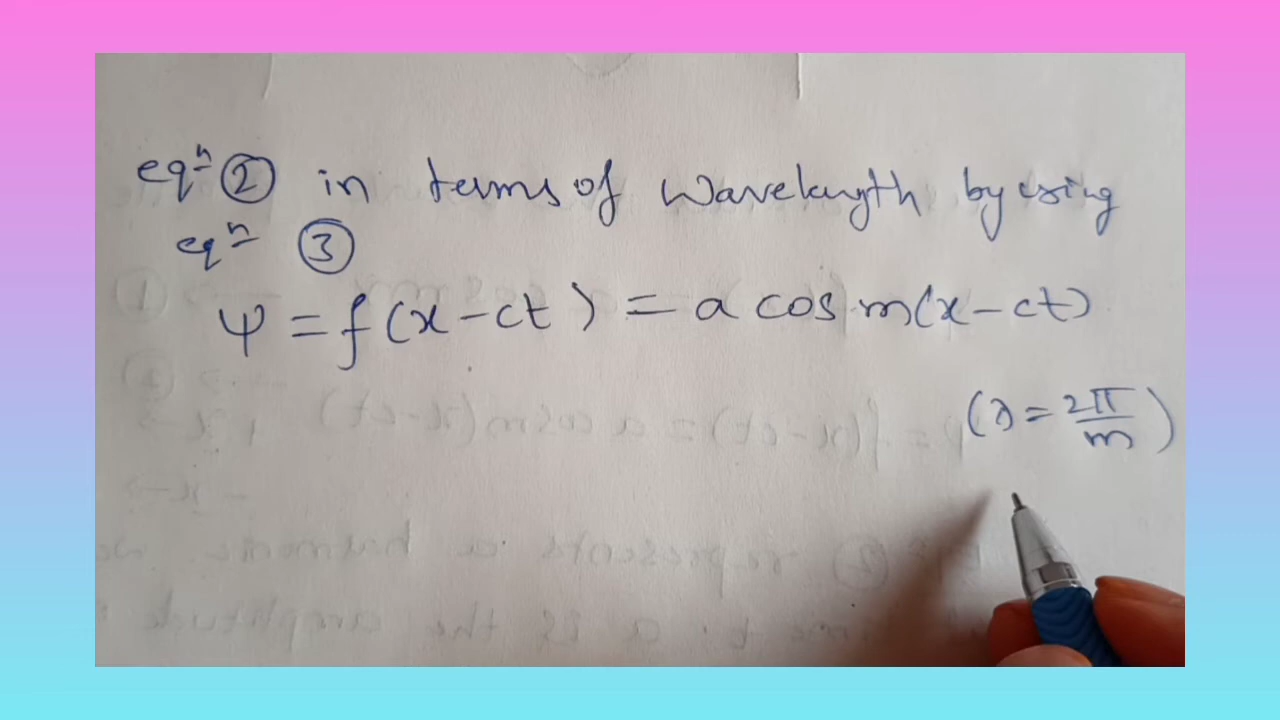 eqⁿ ② in terms of wavelength by using
eqⁿ ③
ψ = f(x-ct) = a cos m(x-ct)
(λ = 2π/m)